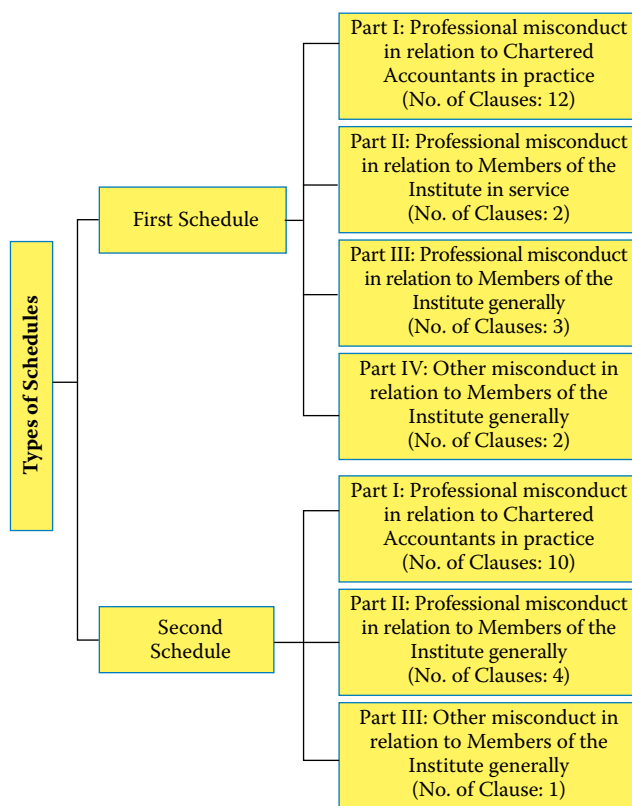 Types of Schedules
First Schedule
Part I: Professional misconduct
in relation to Chartered
Accountants in practice
(No. of Clauses: 12)
Part II: Professional misconduct
in relation to Members of the
Institute in service
(No. of Clauses: 2)
Part III: Professional misconduct
in relation to Members of the
Institute generally
(No. of Clauses: 3)
Part IV: Other misconduct in
relation to Members of the
Institute generally
(No. of Clauses: 2)
Second
Schedule
Part I: Professional misconduct
in relation to Chartered
Accountants in practice
(No. of Clauses: 10)
Part II: Professional misconduct
in relation to Members of the
Institute generally
(No. of Clauses: 4)
Part III: Other misconduct in
relation to Members of the
Institute generally
(No. of Clause: 1)